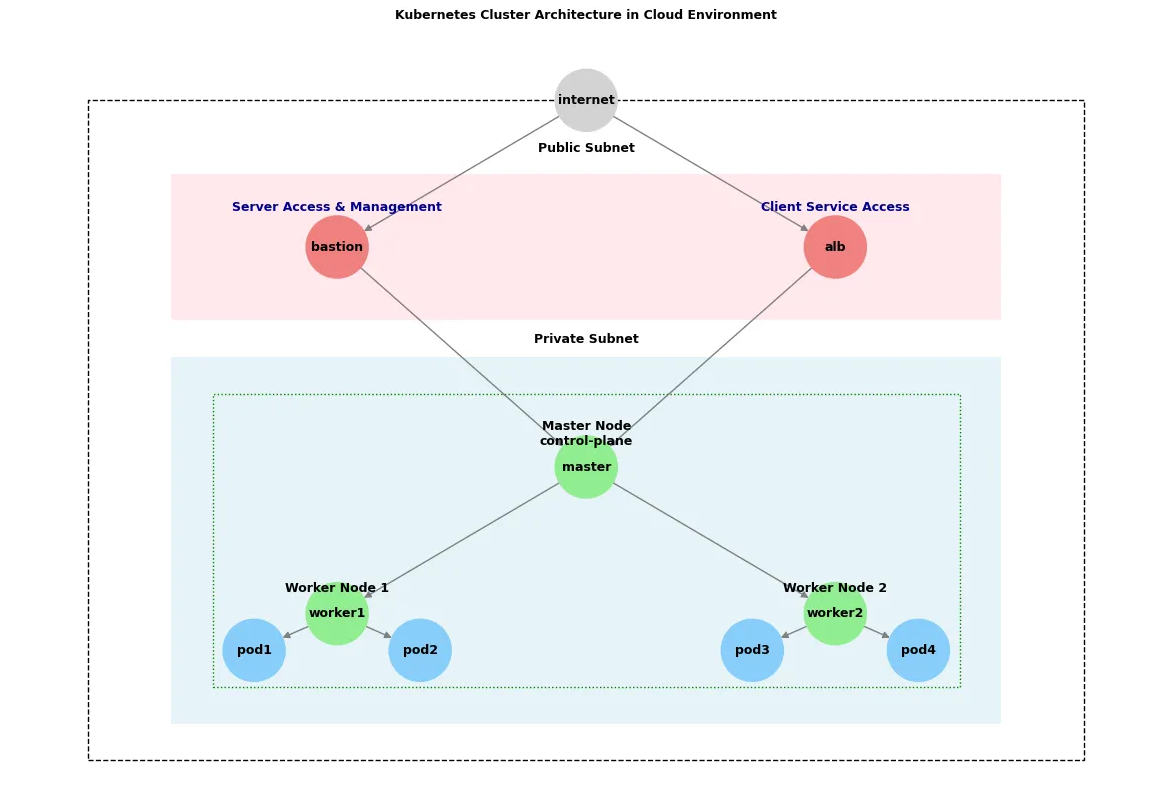 Kubernetes Cluster Architecture in Cloud Environment
internet
Public Subnet
Server Access & Management
Client Service Access
bastion
alb
Private Subnet
Master Node
control-plane
master
Worker Node 1
Worker Node 2
worker1
worker2
pod1
pod2
pod3
pod4